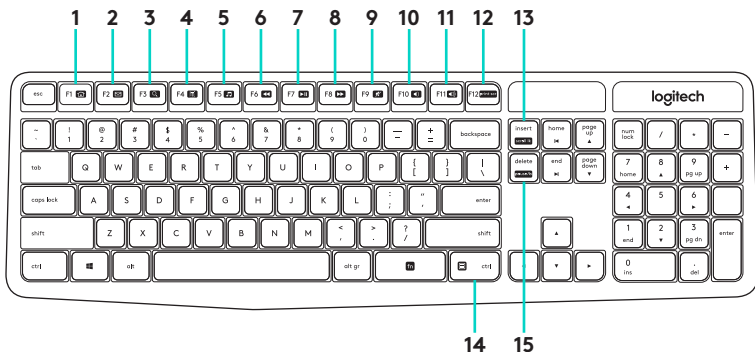 1 2 3 4 5 6 7 8 9 10 11 12 13
esc F1 F2 F3 F4 F5 F6 F7 F8 F9 F10 F11 F12
logitech
~ ! @ # $ % ^ & * ( ) — + backspace insert home page up num lock / * −
` 1 2 3 4 5 6 7 8 9 0 - =
tab Q W E R T Y U I O P { [ } ] | \ delete end page down 7 home 8 9 pg up +
caps lock A S D F G H J K L : ; " ' enter 4 5 6
shift Z X C V B N M < , > . ? / shift 1 end 2 3 pg dn enter
ctrl alt alt gr fn ctrl 0 ins . del
14 15